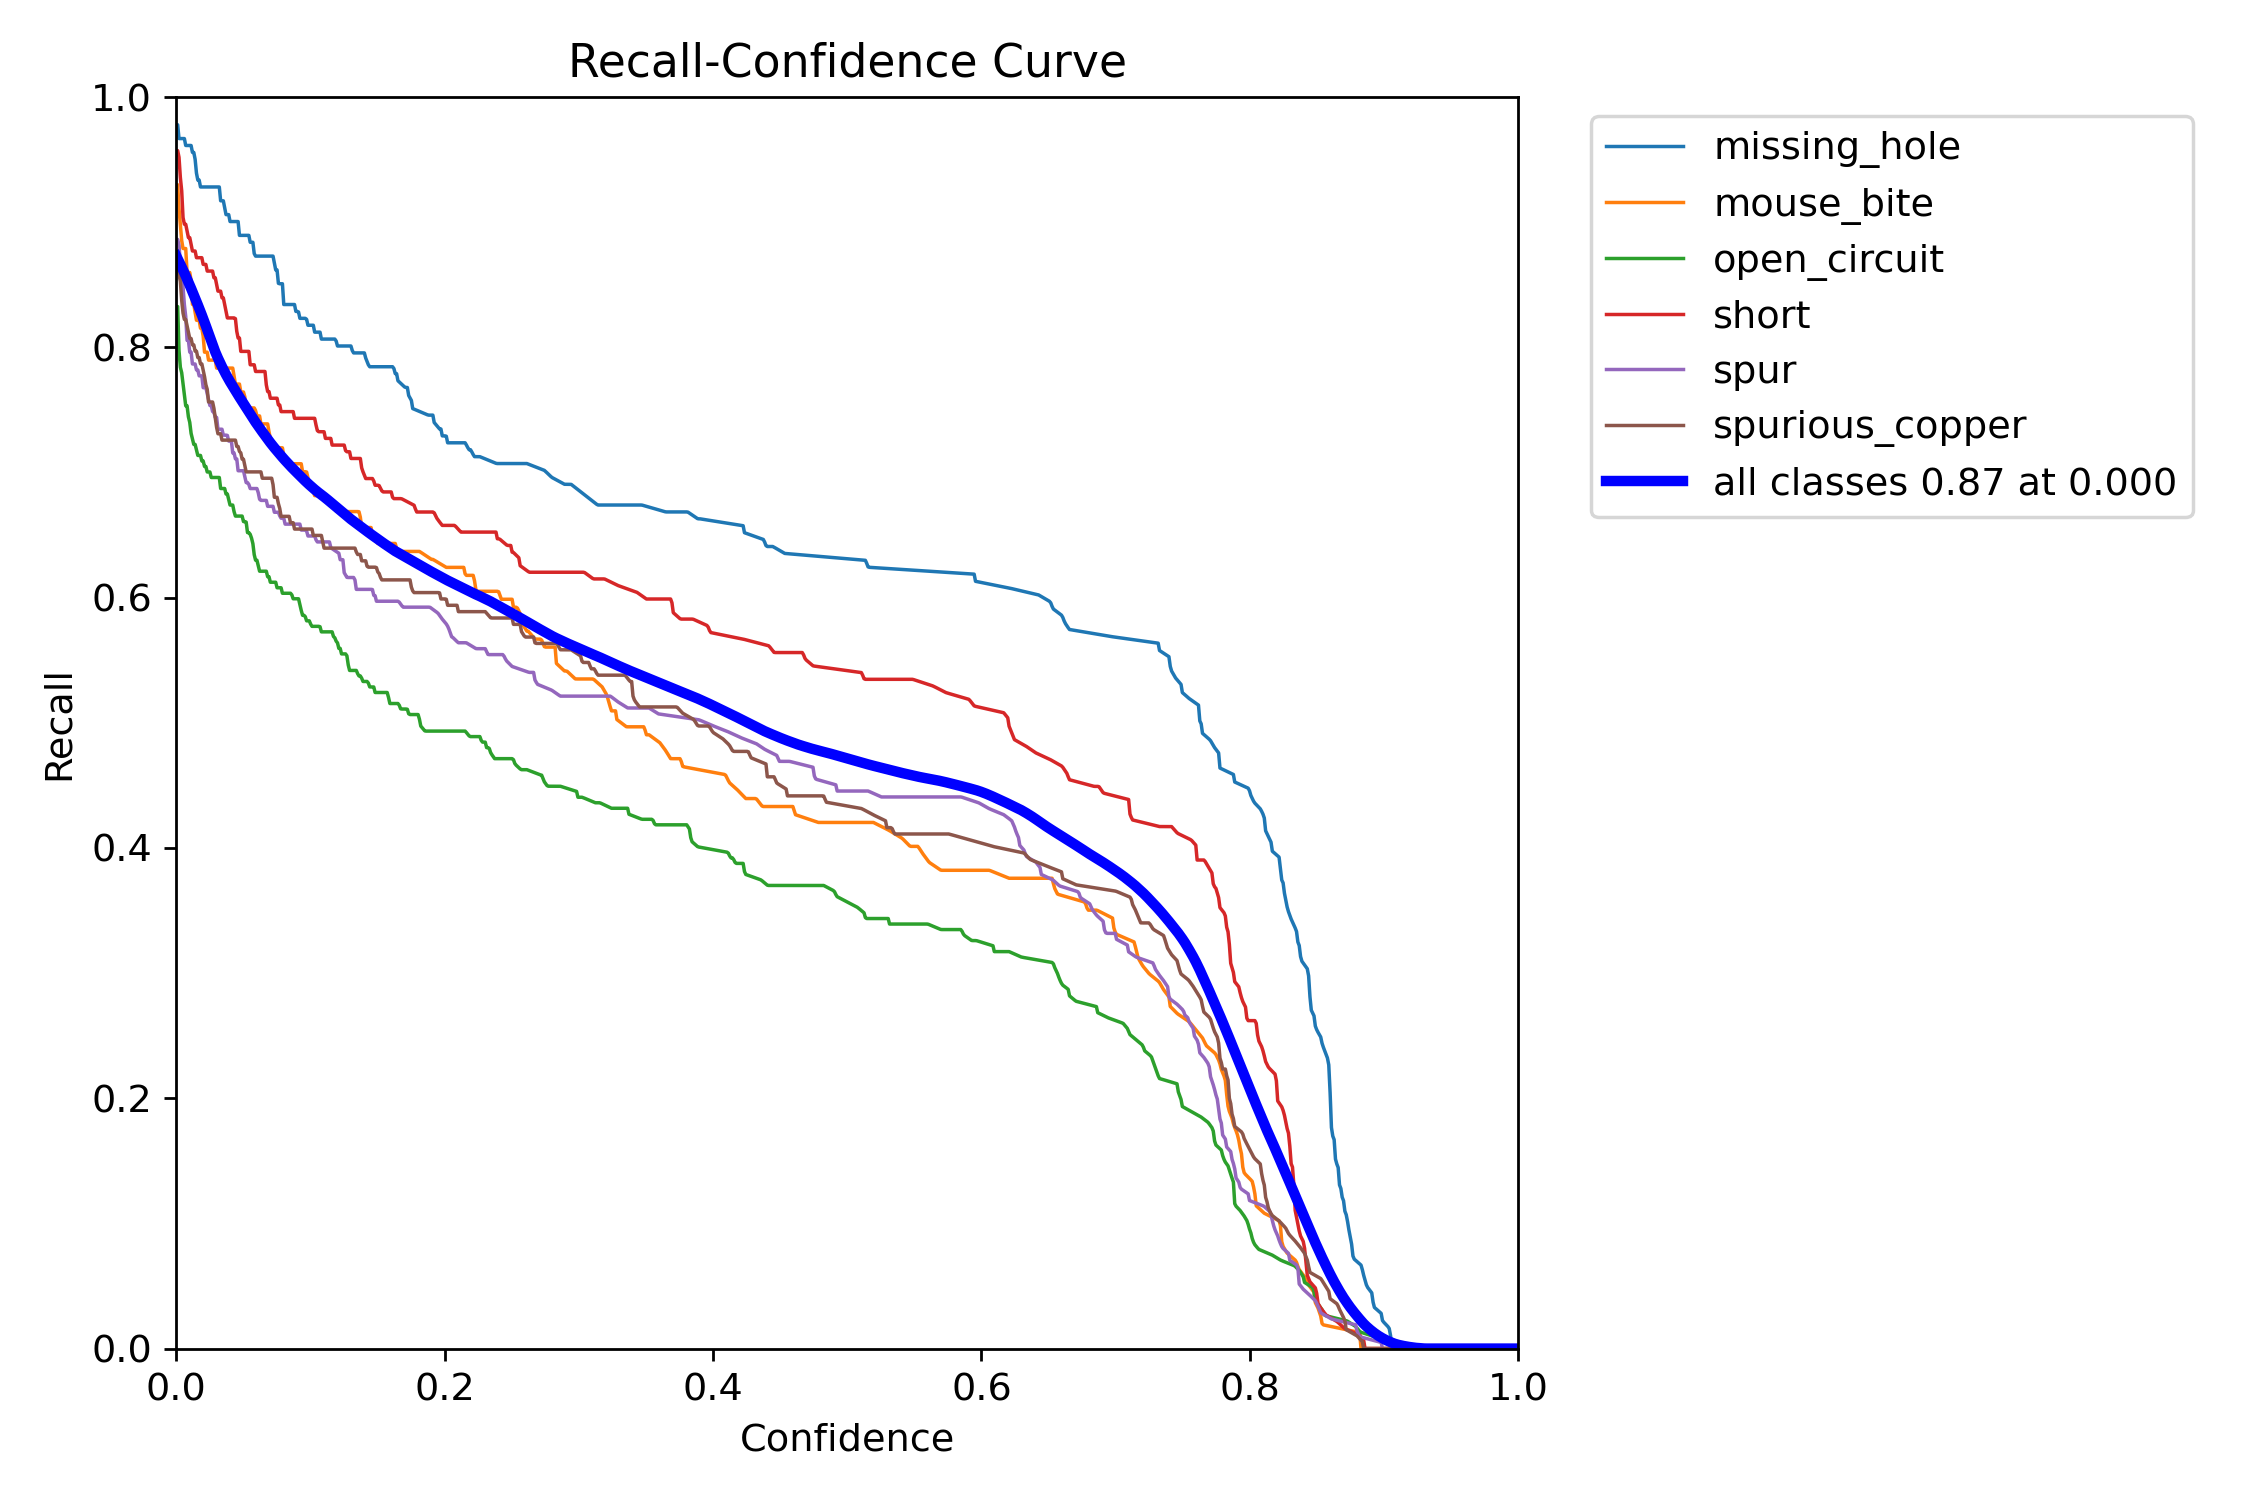 Recall-Confidence Curve
1.0
0.8
0.6
0.4
0.2
0.0
Recall
0.0 0.2 0.4 0.6 0.8 1.0
Confidence
missing_hole
mouse_bite
open_circuit
short
spur
spurious_copper
all classes 0.87 at 0.000